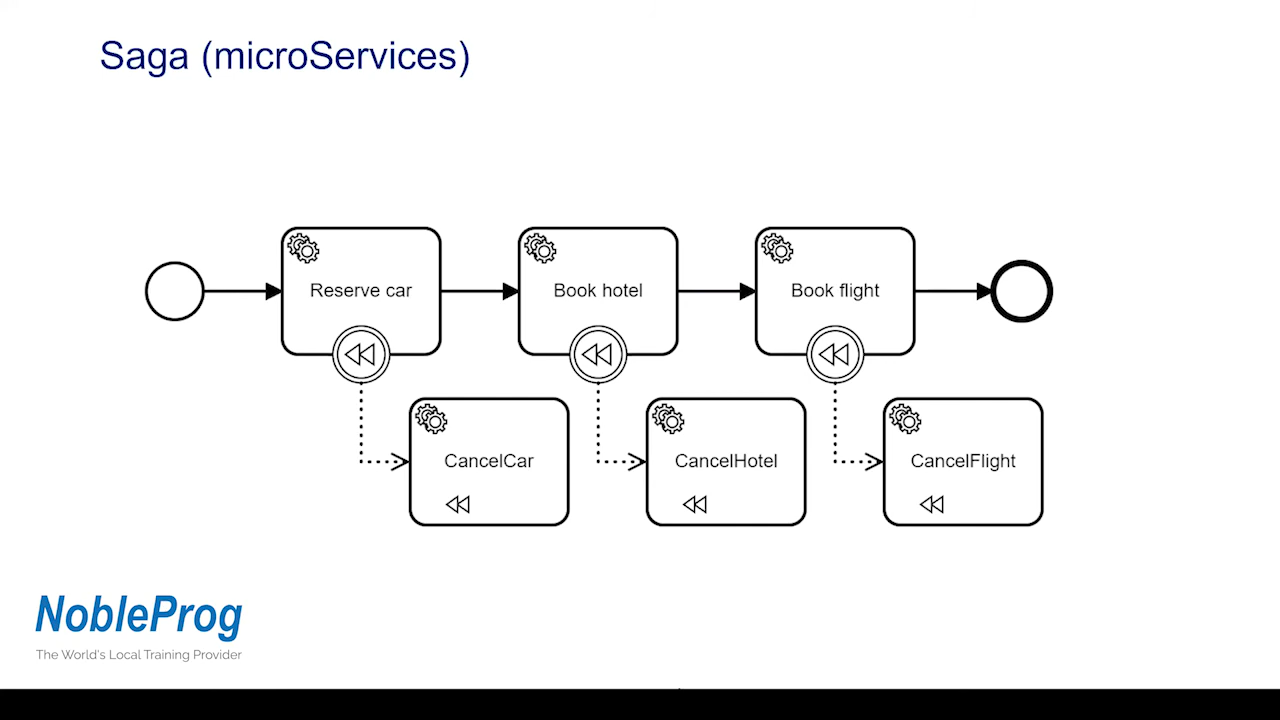 Saga (microServices)
Reserve car
Book hotel
Book flight
CancelCar
CancelHotel
CancelFlight
NobleProg
The World's Local Training Provider